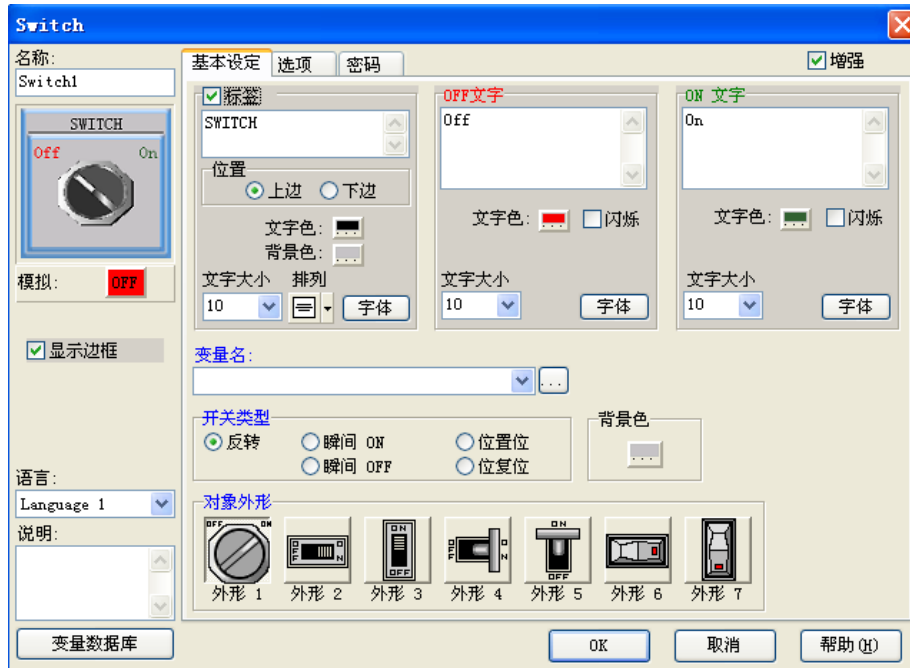 Switch
名称:
Switch1
基本设定 选项 密码
增强
SWITCH
Off On
模拟: OFF
显示边框
语言:
Language 1
说明:
变量数据库
标签
SWITCH
位置
上边 下边
文字色: ...
背景色: ...
文字大小 排列
10 字体
OFF文字
Off
文字色: ... 闪烁
文字大小
10 字体
ON 文字
On
文字色: ... 闪烁
文字大小
10 字体
变量名:
...
开关类型
反转 瞬间 ON 位置位
瞬间 OFF 位复位
背景色
...
对象外形
OFF ON
OFF ON
ON OFF
OFF ON
ON OFF
外形 1 外形 2 外形 3 外形 4 外形 5 外形 6 外形 7
OK 取消 帮助(H)